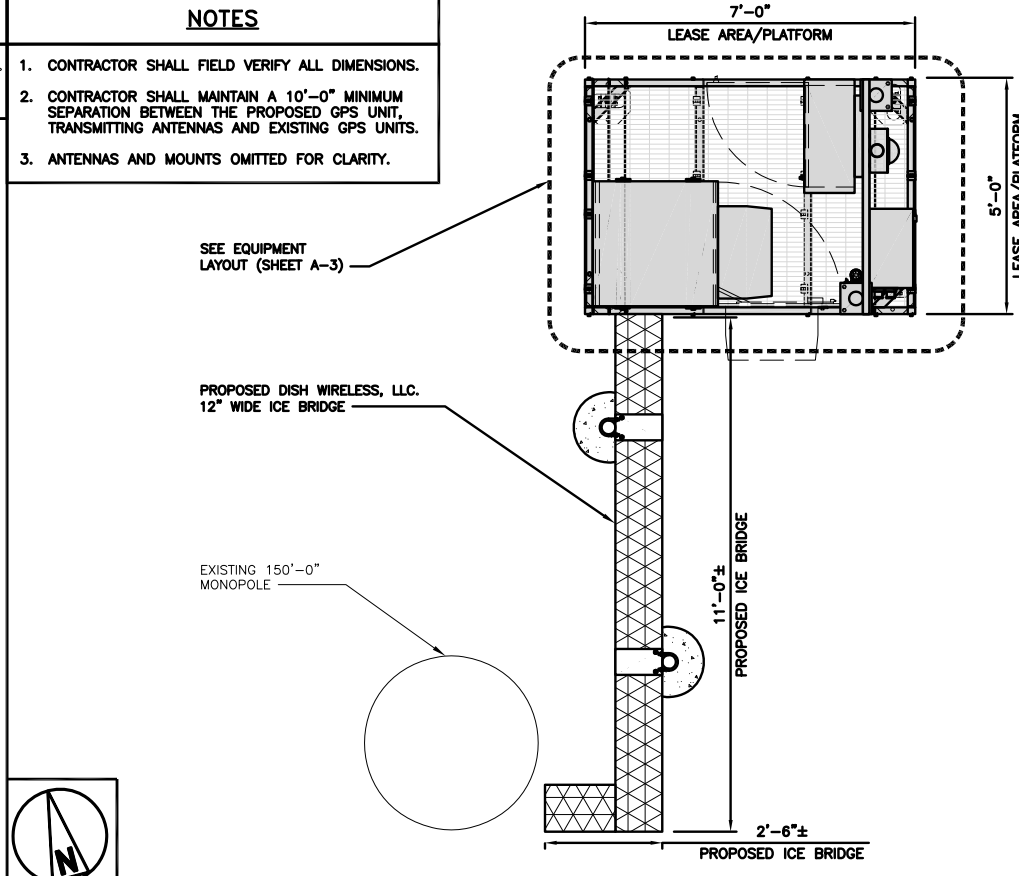 NOTES
1. CONTRACTOR SHALL FIELD VERIFY ALL DIMENSIONS.
2. CONTRACTOR SHALL MAINTAIN A 10'-0" MINIMUM
SEPARATION BETWEEN THE PROPOSED GPS UNIT,
TRANSMITTING ANTENNAS AND EXISTING GPS UNITS.
3. ANTENNAS AND MOUNTS OMITTED FOR CLARITY.
7'-0"
LEASE AREA/PLATFORM
5'-0"
LEASE AREA/PLATFORM
SEE EQUIPMENT
LAYOUT (SHEET A-3)
PROPOSED DISH WIRELESS, LLC.
12" WIDE ICE BRIDGE
EXISTING 150'-0"
MONOPOLE
11'-0"±
PROPOSED ICE BRIDGE
2'-6"±
PROPOSED ICE BRIDGE
N